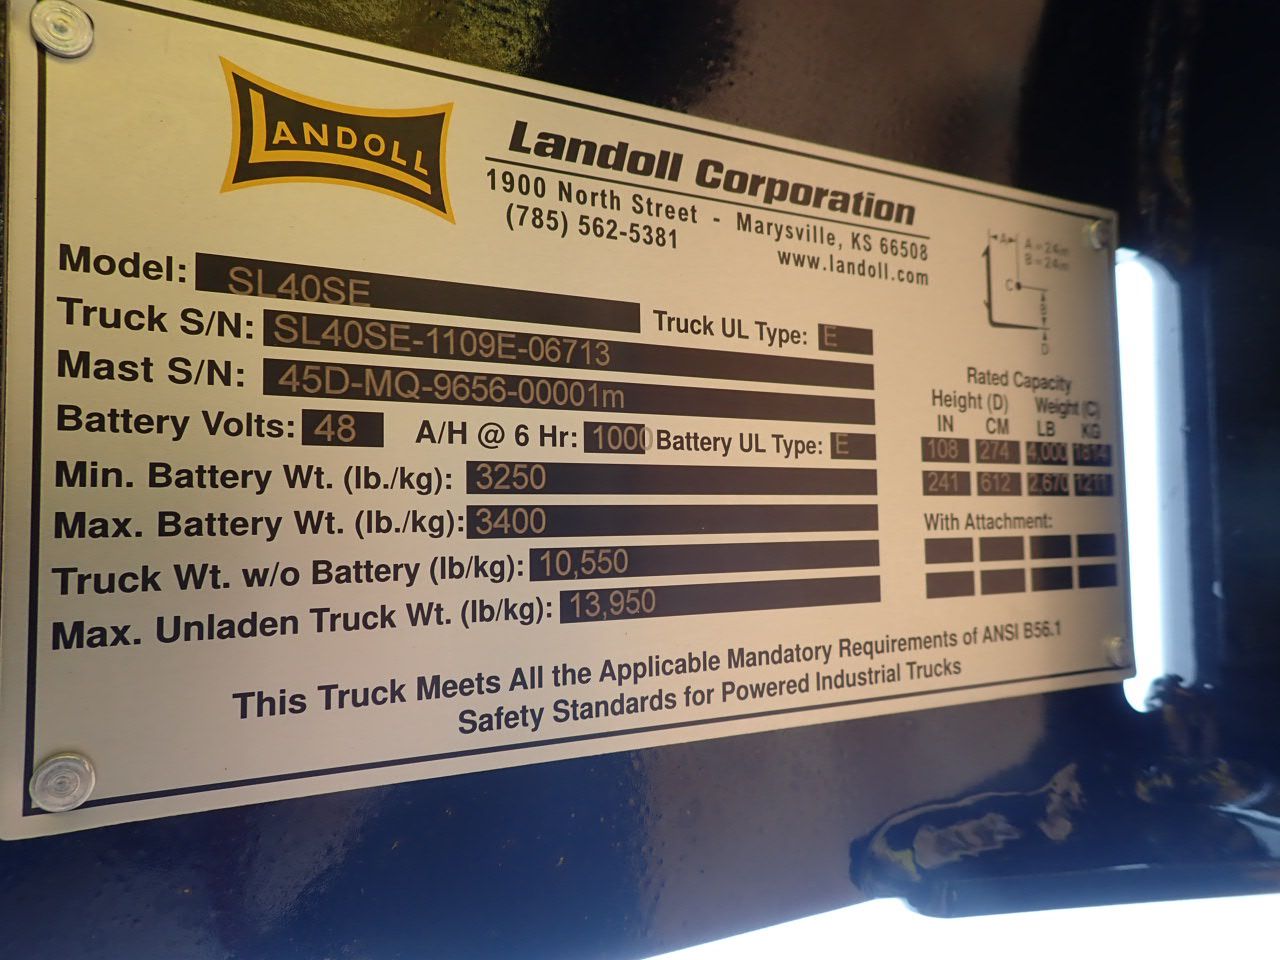 LANDOLL
Landoll Corporation
1900 North Street - Marysville, KS 66508
(785) 562-5381
www.landoll.com
A
A = 24in
B = 24in
C
B
D
Model: SL40SE
Truck UL Type: E
Truck S/N: SL40SE-1109E-06713
Mast S/N: 45D-MQ-9656-00001m
Battery Volts: 48 A/H @ 6 Hr: 1000 Battery UL Type: E
Min. Battery Wt. (lb./kg): 3250
Max. Battery Wt. (lb./kg): 3400
Truck Wt. w/o Battery (lb/kg): 10,550
Max. Unladen Truck Wt. (lb/kg): 13,950
Rated Capacity
Height (D) Weight (C)
IN CM LB KG
108 274 4,000 1814
241 612 2,670 1211
With Attachment:
This Truck Meets All the Applicable Mandatory Requirements of ANSI B56.1
Safety Standards for Powered Industrial Trucks